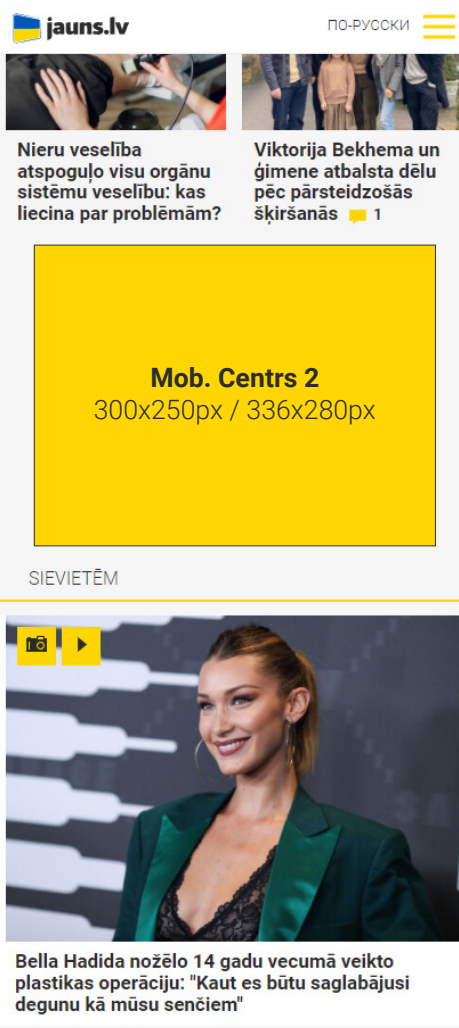 jauns.lv
ПО-РУССКИ
Nieru veselība
atspoguļo visu orgānu
sistēmu veselību: kas
liecina par problēmām?
Viktorija Bekhema un
ģimene atbalsta dēlu
pēc pārsteidzošās
šķiršanās 1
Mob. Centrs 2
300x250px / 336x280px
SIEVIETĒM
Bella Hadida nožēlo 14 gadu vecumā veikto
plastikas operāciju: "Kaut es būtu saglabājusi
degunu kā mūsu senčiem"